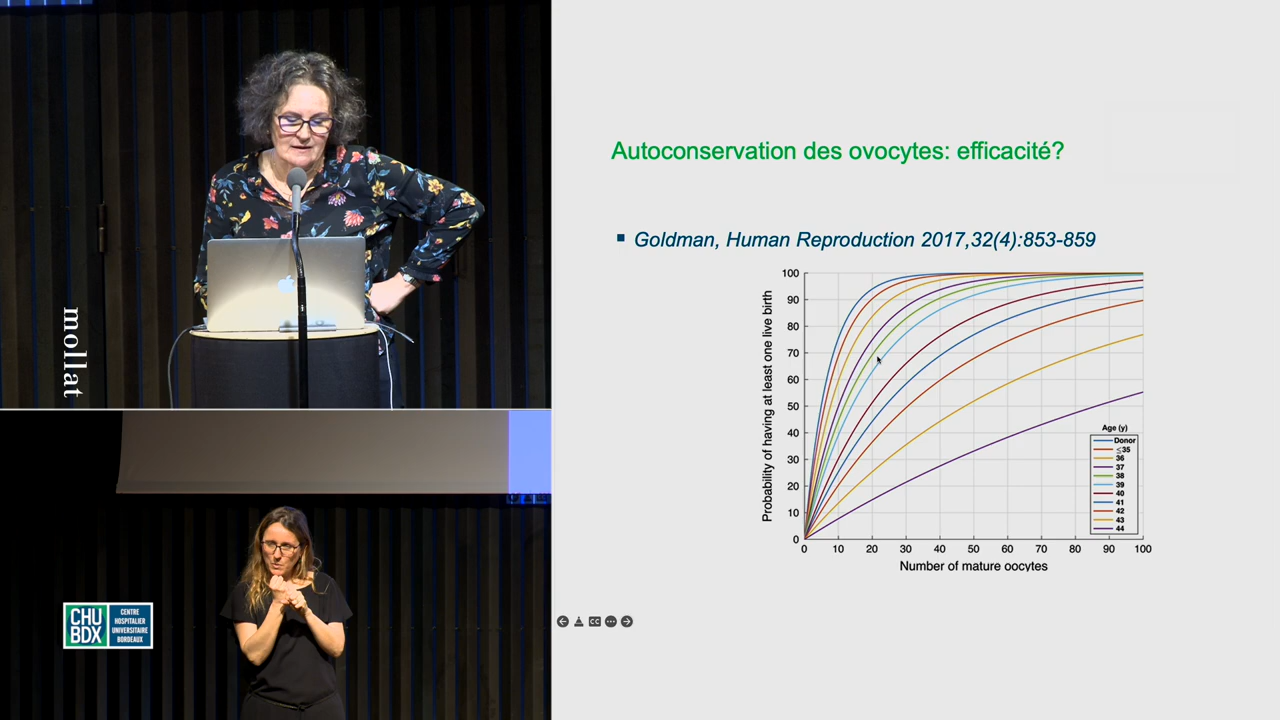 mollat
CHU
BDX
CENTRE
HOSPITALIER
UNIVERSITAIRE
BORDEAUX
Autoconservation des ovocytes: efficacité?
Goldman, Human Reproduction 2017,32(4):853-859
Probability of having at least one live birth
100
90
80
70
60
50
40
30
20
10
0
0 10 20 30 40 50 60 70 80 90 100
Number of mature oocytes
Age (y)
Donor
≤35
36
37
38
39
40
41
42
43
44
CC